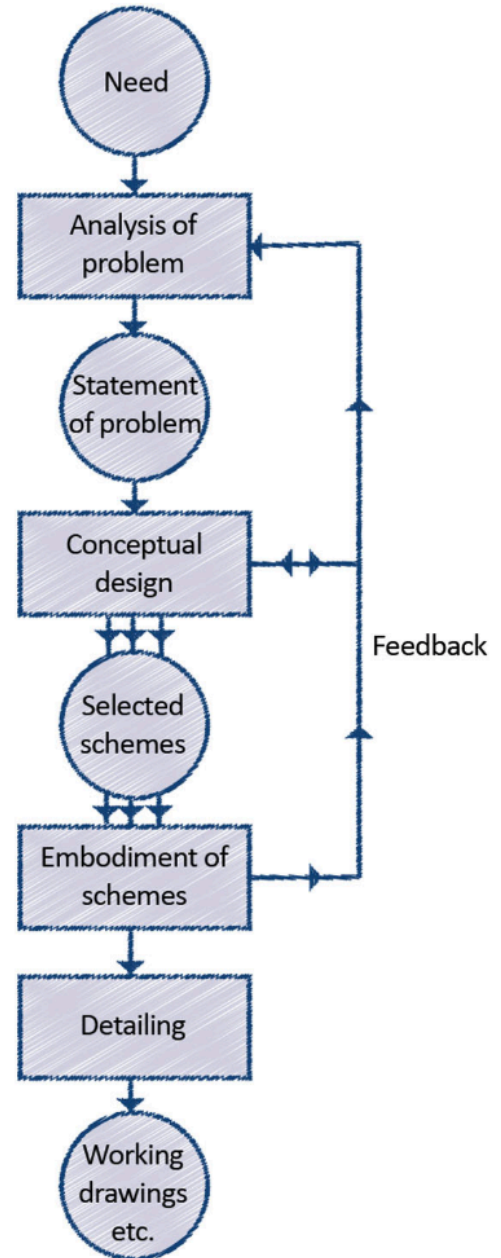 Need
Analysis of
problem
Statement
of problem
Conceptual
design
Feedback
Selected
schemes
Embodiment of
schemes
Detailing
Working
drawings
etc.